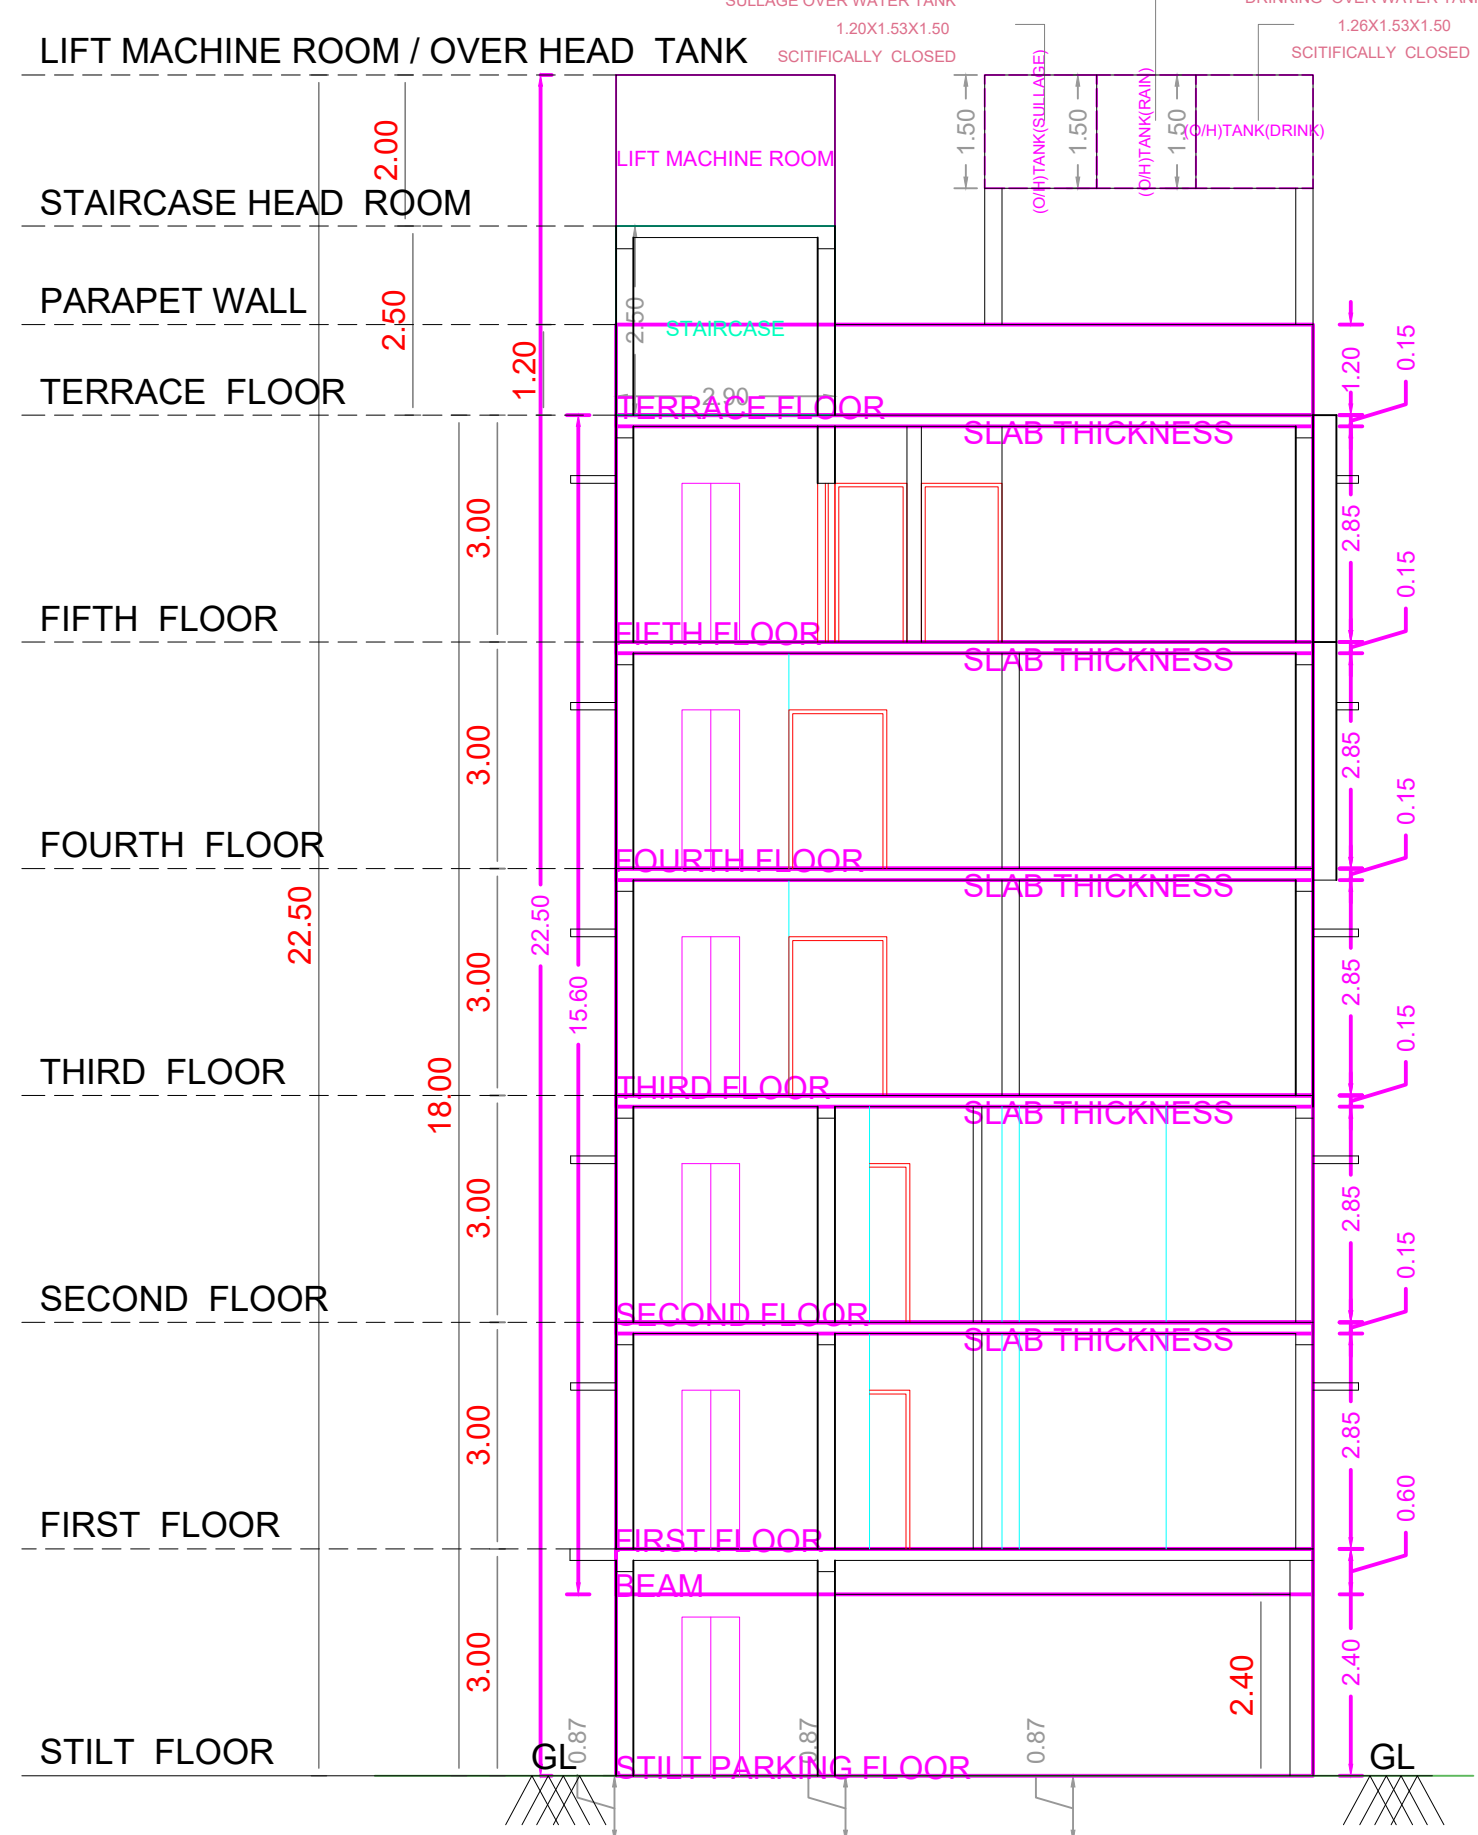 SULLAGE OVER WATER TANK
1.20X1.53X1.50
SCITIFICALLY CLOSED
DRINKING OVER WATER TANK
1.26X1.53X1.50
SCITIFICALLY CLOSED
LIFT MACHINE ROOM / OVER HEAD TANK
2.00
LIFT MACHINE ROOM
1.50
(O/H)TANK(SULLAGE)
1.50
(O/H)TANK(RAIN)
1.50
(O/H)TANK(DRINK)
STAIRCASE HEAD ROOM
2.50
2.50
PARAPET WALL
STAIRCASE
1.20
1.20
0.15
TERRACE FLOOR
2.90
TERRACE FLOOR
SLAB THICKNESS
3.00
2.85
0.15
FIFTH FLOOR
FIFTH FLOOR
SLAB THICKNESS
3.00
2.85
0.15
FOURTH FLOOR
FOURTH FLOOR
SLAB THICKNESS
22.50
22.50
15.60
3.00
2.85
0.15
THIRD FLOOR
18.00
THIRD FLOOR
SLAB THICKNESS
3.00
2.85
0.15
SECOND FLOOR
SECOND FLOOR
SLAB THICKNESS
3.00
2.85
0.60
FIRST FLOOR
FIRST FLOOR
BEAM
3.00
2.40
2.40
0.87
0.87
0.87
STILT FLOOR
GL
STILT PARKING FLOOR
GL